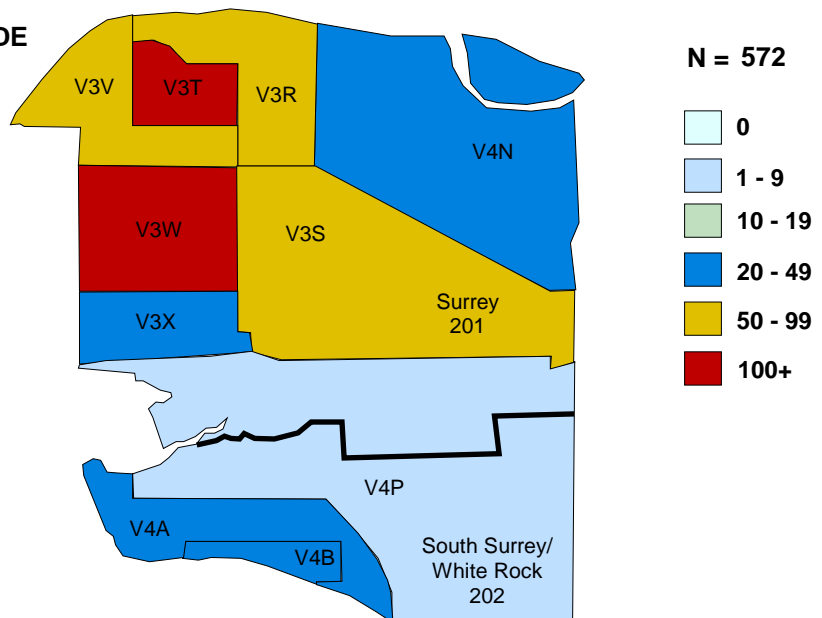 DE
N = 572
0
1 - 9
10 - 19
20 - 49
50 - 99
100+
V3V
V3T
V3R
V4N
V3W
V3S
V3X
Surrey
201
V4P
V4A
V4B
South Surrey/
White Rock
202